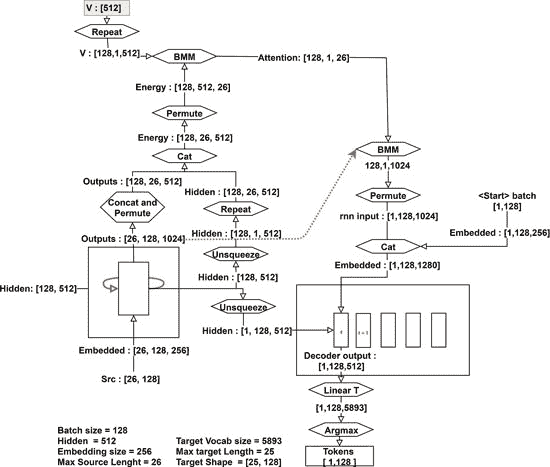 V : [512]
Repeat
V : [128,1,512]
BMM
Attention: [128, 1, 26]
Energy : [128, 512, 26]
Permute
Energy : [128, 26, 512]
Cat
BMM
128,1,1024
Outputs : [128, 26, 512]
Hidden : [128, 26, 512]
Concat and
Permute
Repeat
Permute
<Start> batch
[1,128]
rnn input : [1,128,1024]
Hidden : [128, 1, 512]
Embedded : [1,128,256]
Outputs : [26, 128, 1024]
Cat
Unsqueeze
Embedded : [1,128,1280]
Hidden : [128, 512]
Hidden: [128, 512]
Unsqueeze
Hidden : [1, 128, 512]
Embedded : [26, 128, 256]
Decoder output :
[1,128,512]
Src : [26, 128]
Linear T
[1,128,5893]
Argmax
Tokens
[ 1,128 ]
Batch size = 128
Hidden = 512
Embedding size = 256
Max Source Lenght = 26
Target Vocab size = 5893
Max target Length = 25
Target Shape = [25, 128]